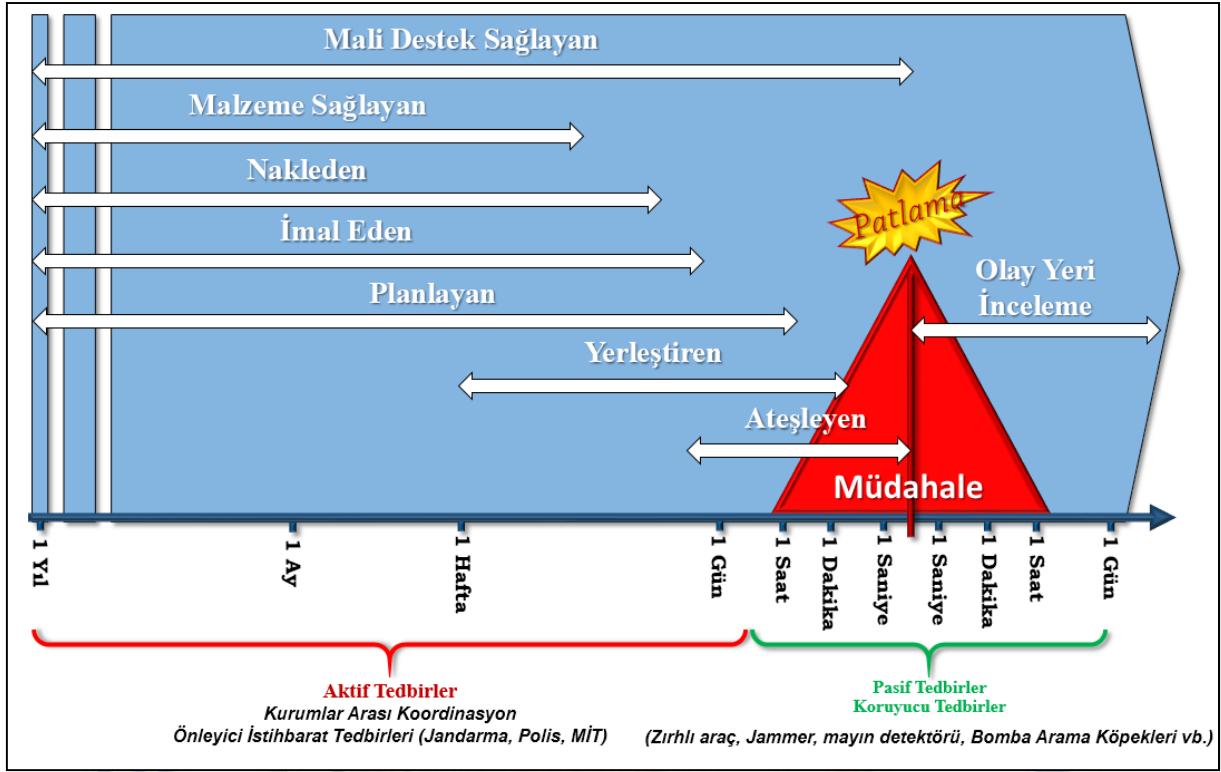 Mali Destek Sağlayan
Malzeme Sağlayan
Nakleden
İmal Eden
Planlayan
Yerleştiren
Ateşleyen
Patlama
Olay Yeri
İnceleme
Müdahale
1 Yıl
1 Ay
1 Hafta
1 Gün
1 Saat
1 Dakika
1 Saniye
1 Saniye
1 Dakika
1 Saat
1 Gün
Aktif Tedbirler
Kurumlar Arası Koordinasyon
Önleyici İstihbarat Tedbirleri (Jandarma, Polis, MİT)
Pasif Tedbirler
Koruyucu Tedbirler
(Zırhlı araç, Jammer, mayın detektörü, Bomba Arama Köpekleri vb.)